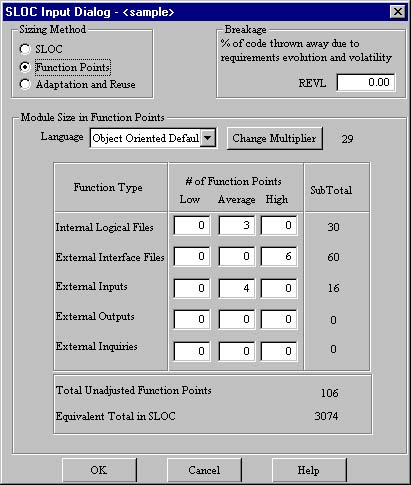 SLOC Input Dialog - <sample>
Sizing Method
SLOC
Function Points
Adaptation and Reuse
Breakage
% of code thrown away due to
requirements evolution and volatility
REVL 0.00
Module Size in Function Points
Language Object Oriented Defaul Change Multiplier 29
Function Type # of Function Points SubTotal
Low Average High
Internal Logical Files 0 3 0 30
External Interface Files 0 0 6 60
External Inputs 0 4 0 16
External Outputs 0 0 0 0
External Inquiries 0 0 0 0
Total Unadjusted Function Points 106
Equivalent Total in SLOC 3074
OK Cancel Help